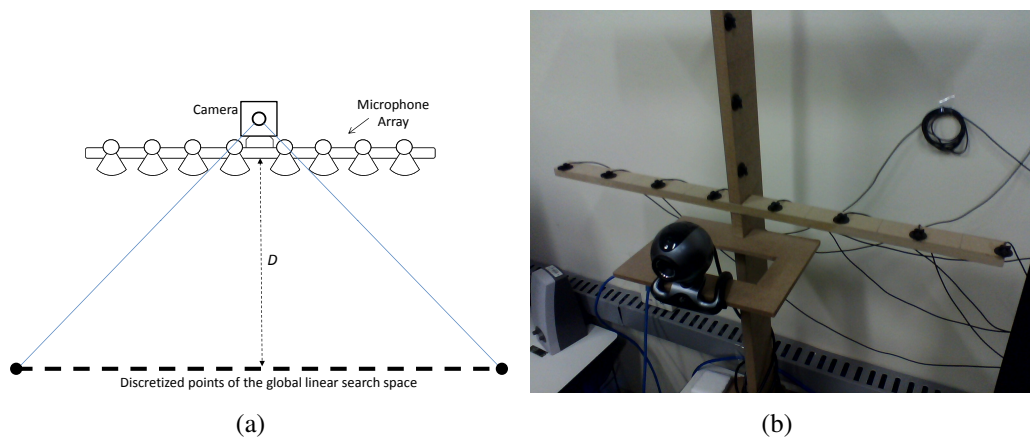 Camera
Microphone
Array
D
Discretized points of the global linear search space
(a)
(b)